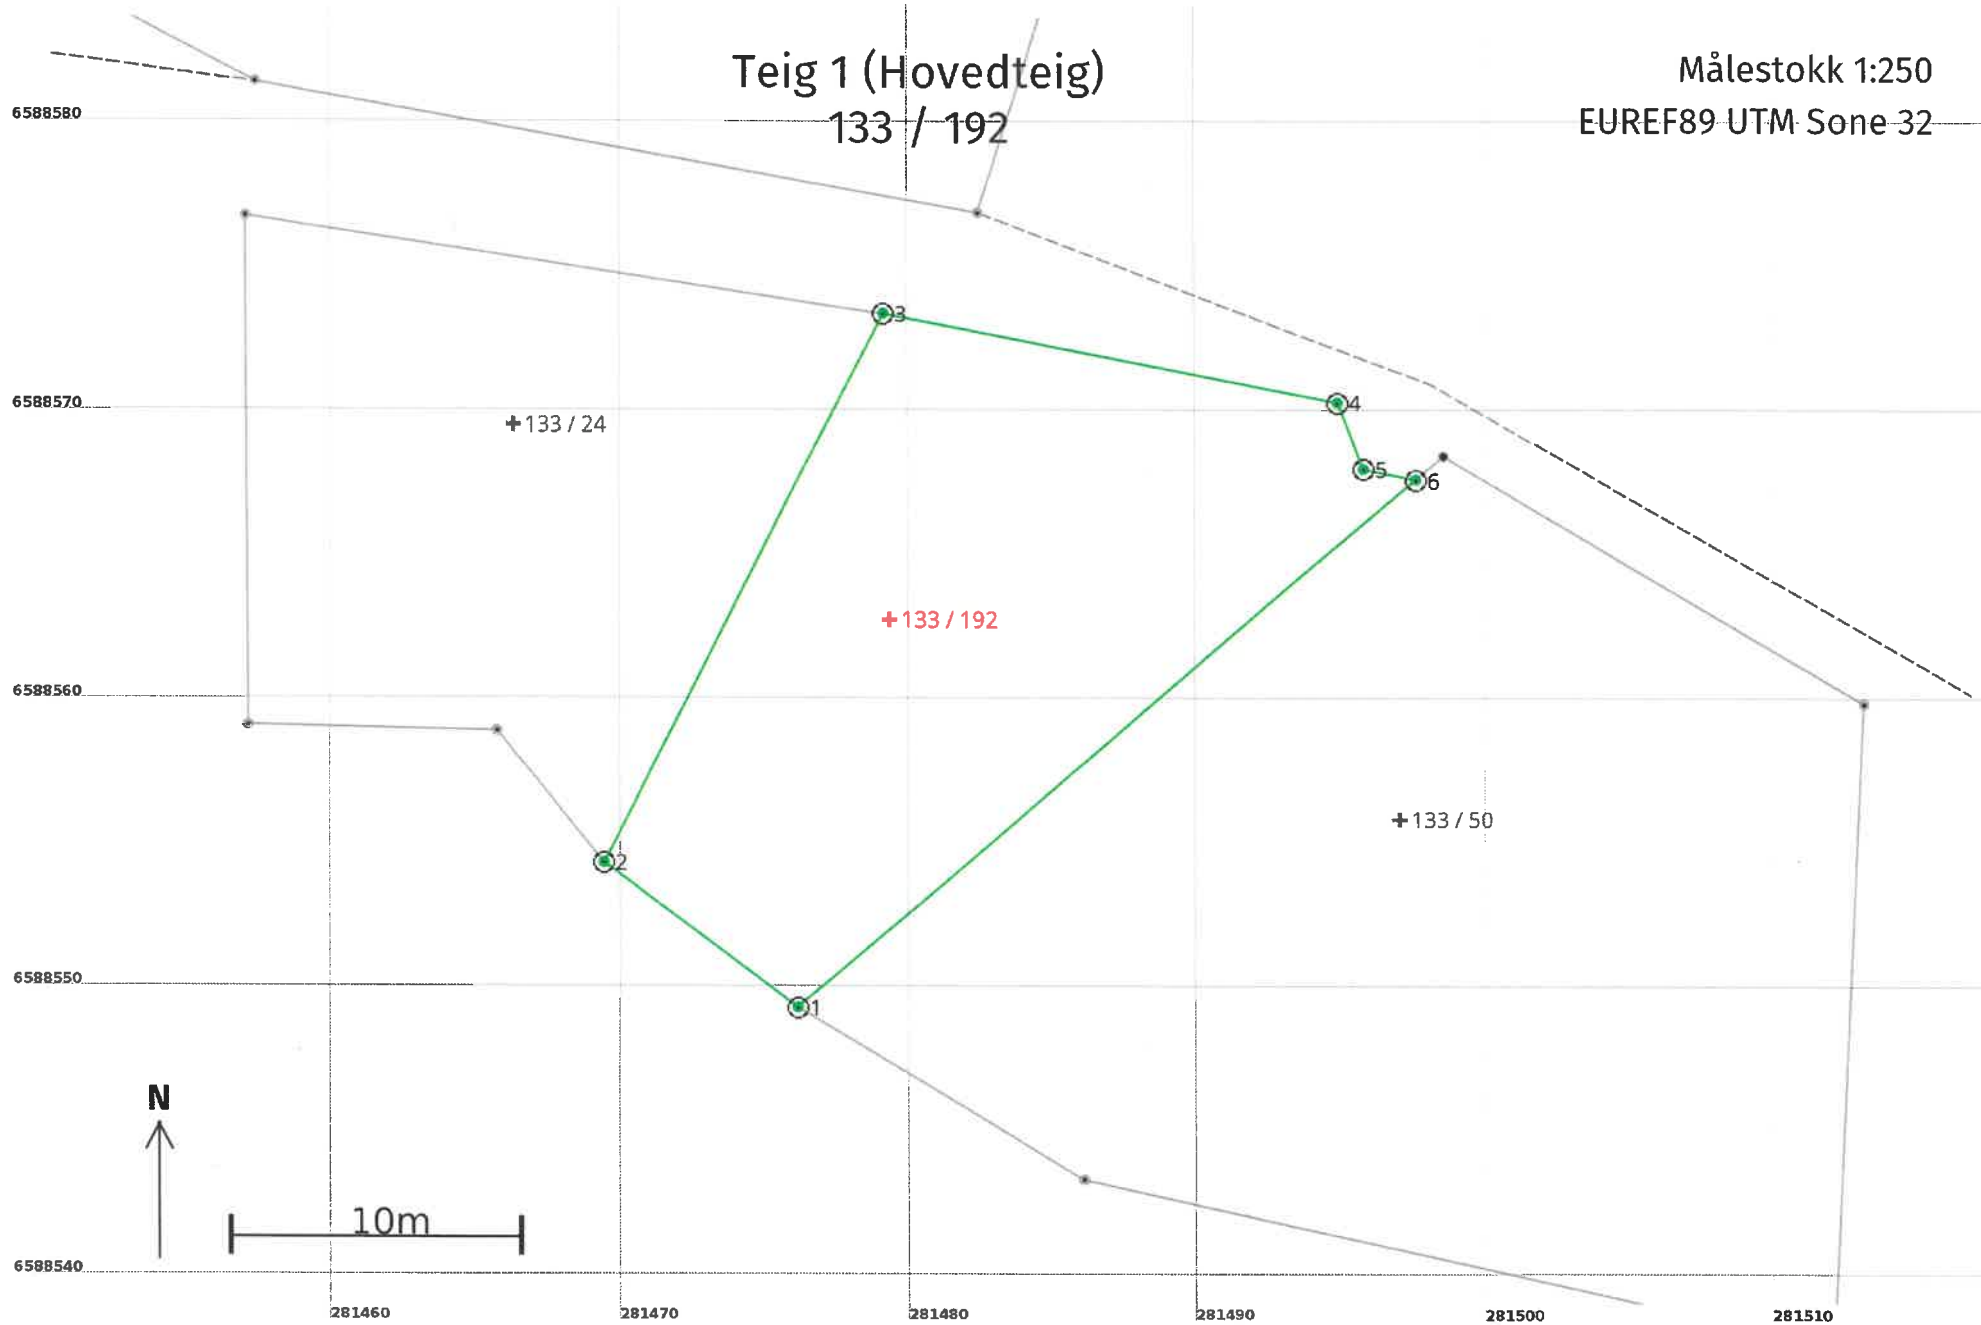 Teig 1 (Hovedteig)
133 / 192
Målestokk 1:250
EUREF89 UTM Sone 32
6588580
3
6588570
4
133 / 24
5
6
133 / 192
6588560
133 / 50
2
6588550
1
N
10m
6588540
281460
281470
281480
281490
281500
281510